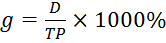 g = D/TP × 1000%